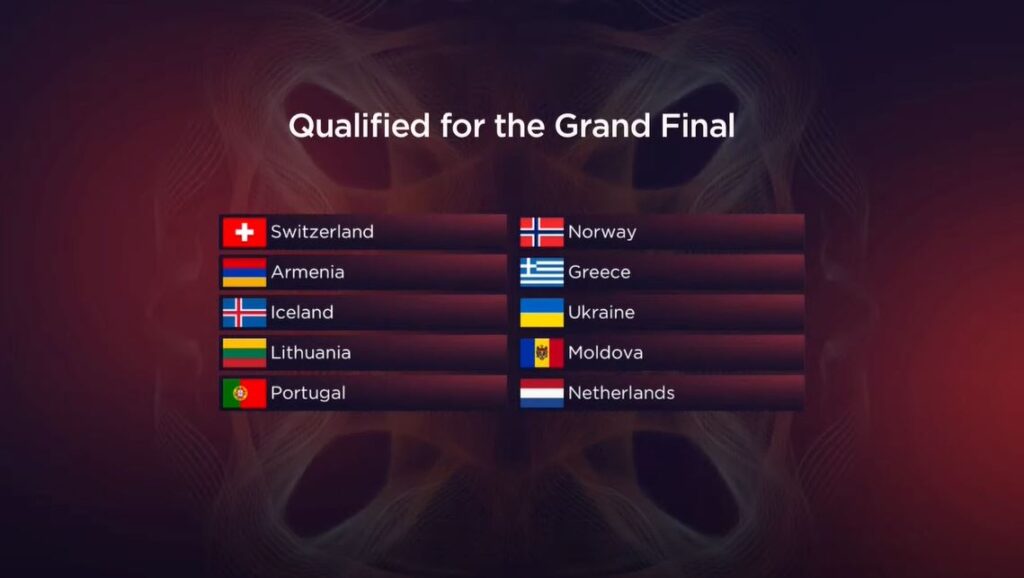 Qualified for the Grand Final
Switzerland
Armenia
Iceland
Lithuania
Portugal
Norway
Greece
Ukraine
Moldova
Netherlands